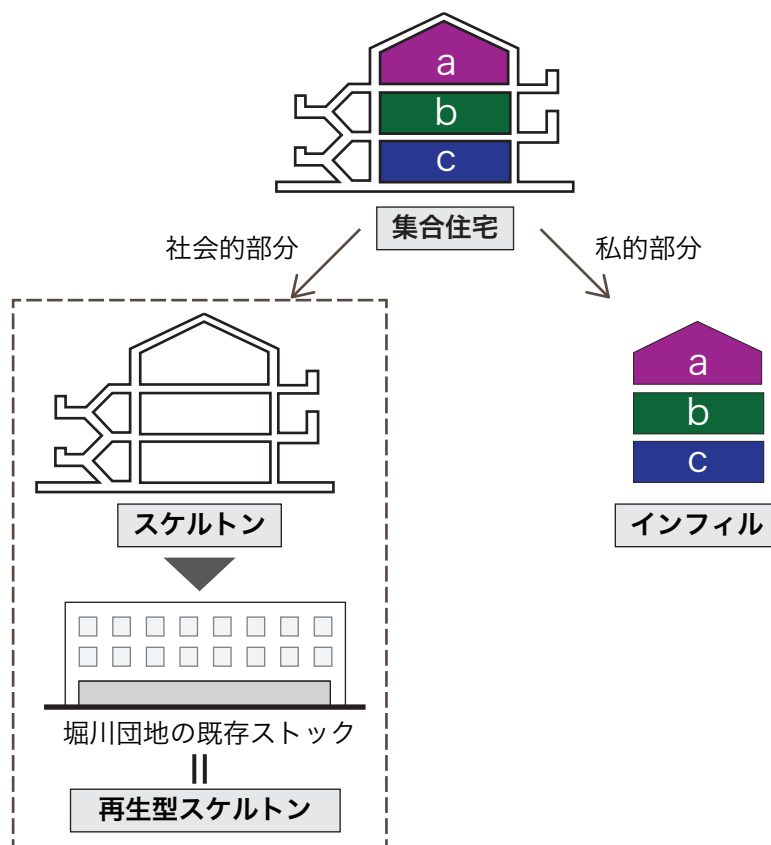 a
b
c
集合住宅
社会的部分
私的部分
a
b
c
スケルトン
インフィル
堀川団地の既存ストック
再生型スケルトン